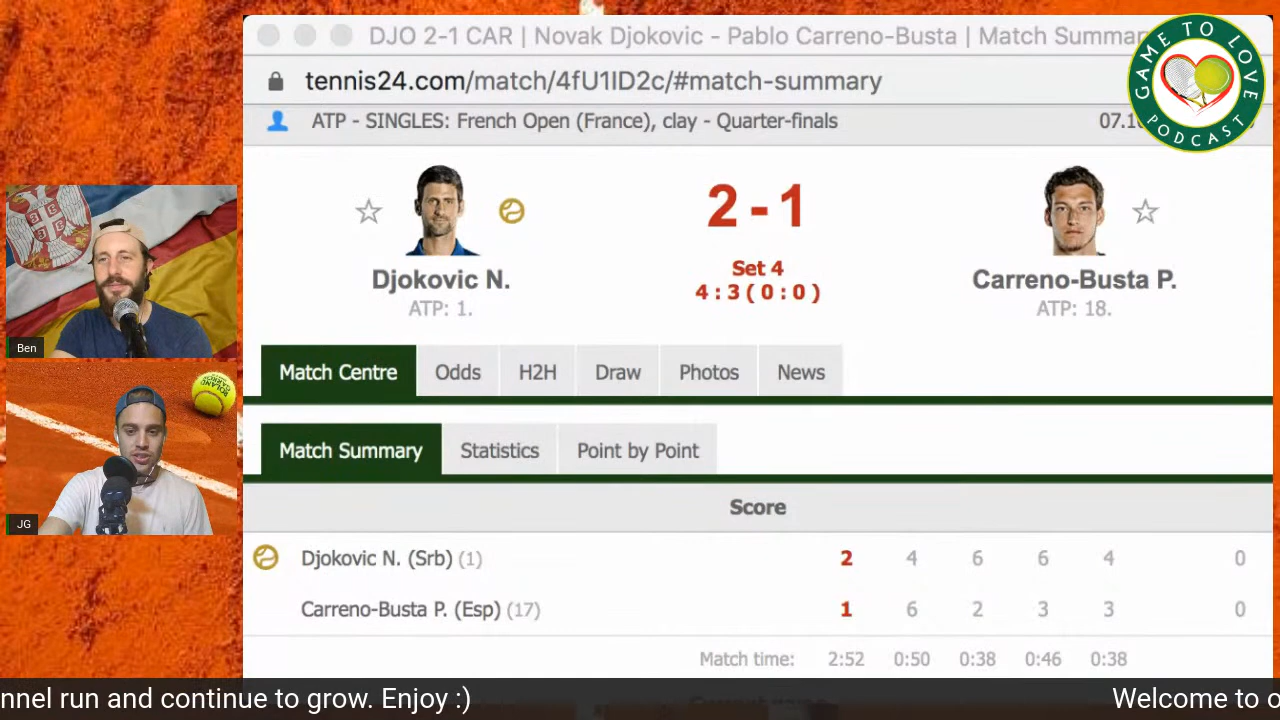 DJO 2-1 CAR | Novak Djokovic - Pablo Carreno-Busta | Match Summar
tennis24.com/match/4fU1ID2c/#match-summary
GAME TO LOVE
PODCAST
ATP - SINGLES: French Open (France), clay - Quarter-finals
2 - 1
Set 4
4 : 3 ( 0 : 0 )
Djokovic N.
ATP: 1.
Carreno-Busta P.
ATP: 18.
Ben
JG
Match Centre Odds H2H Draw Photos News
Match Summary Statistics Point by Point
Score
Djokovic N. (Srb) (1) 2 4 6 6 4 0
Carreno-Busta P. (Esp) (17) 1 6 2 3 3 0
Match time: 2:52 0:50 0:38 0:46 0:38
nnel run and continue to grow. Enjoy :) Welcome to